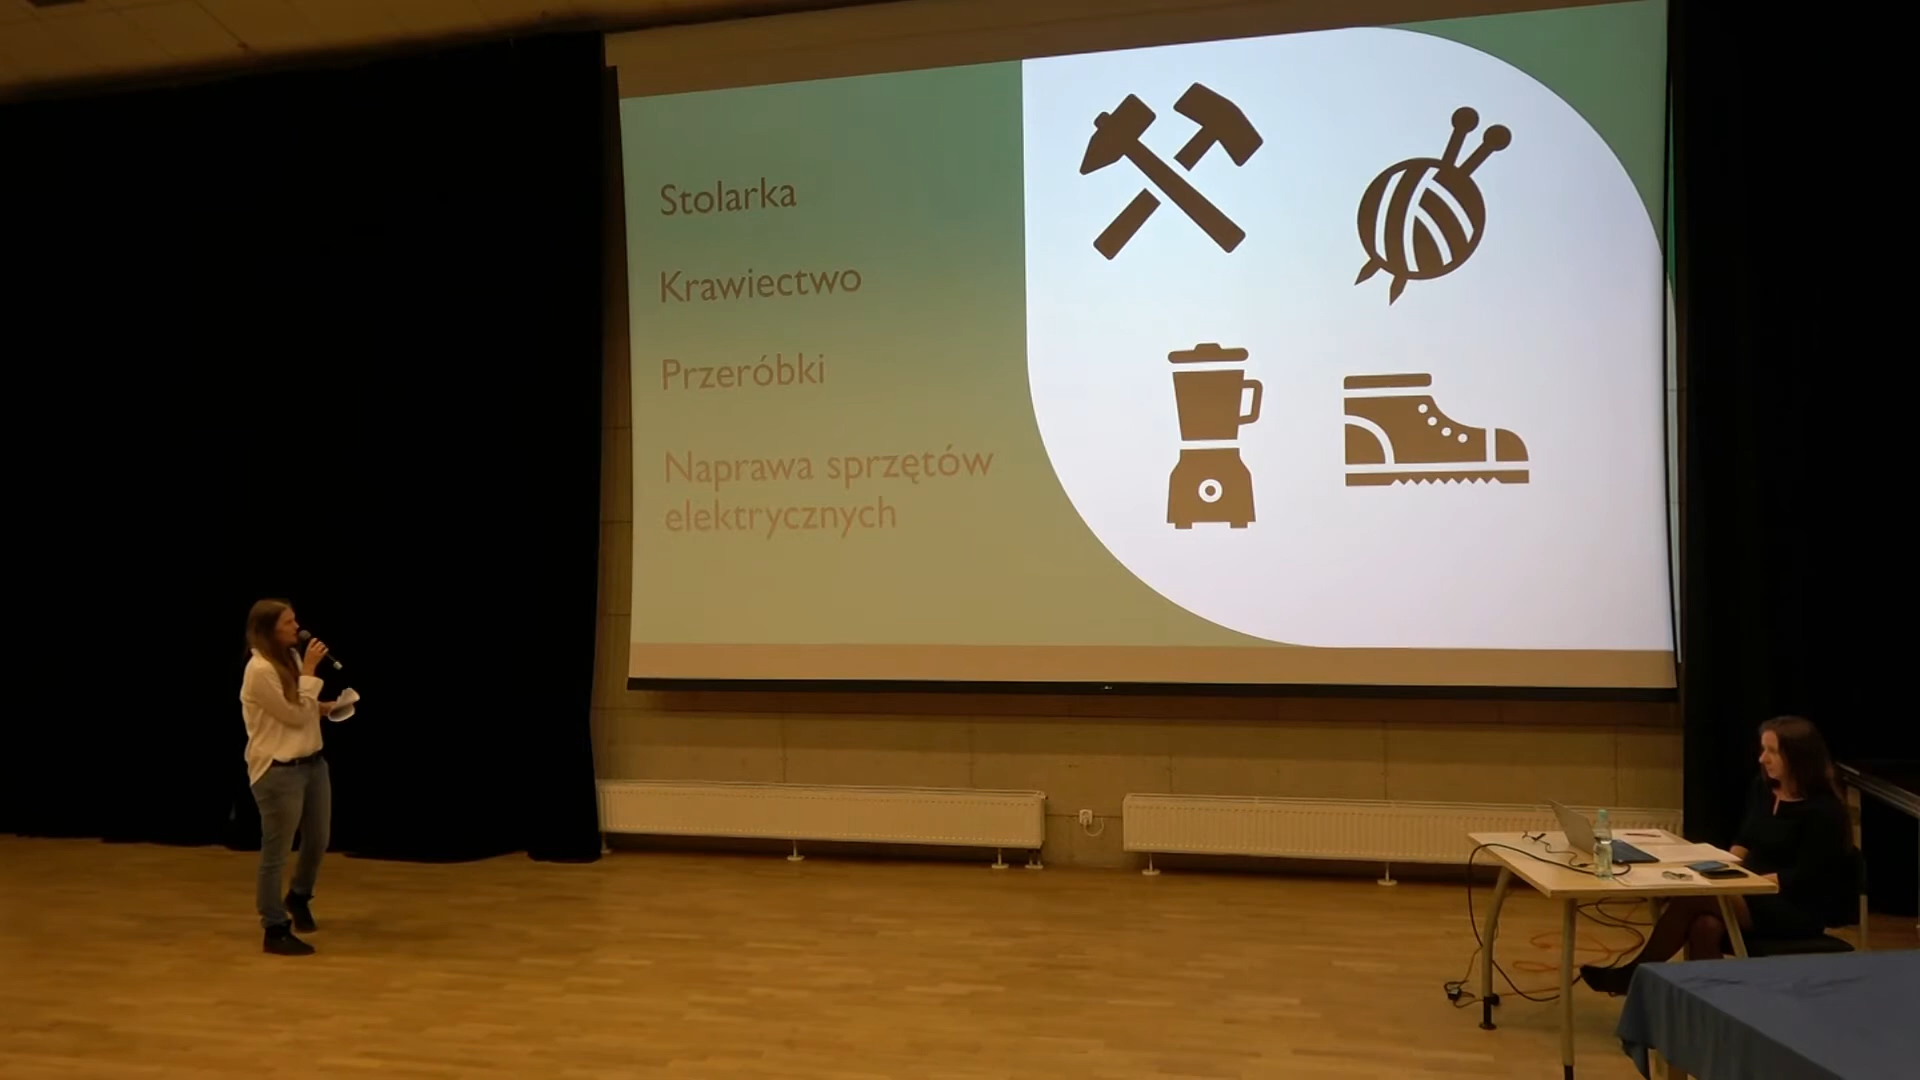 Stolarka
Krawiectwo
Przeróbki
Naprawa sprzętów
elektrycznych